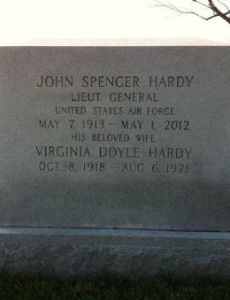 JOHN SPENCER HARDY
LIEUT. GENERAL
UNITED STATES AIR FORCE
MAY 7, 1913 – MAY 1, 2012
HIS BELOVED WIFE
VIRGINIA DOYLE HARDY
OCT. 8, 1918 – AUG 6, 1971